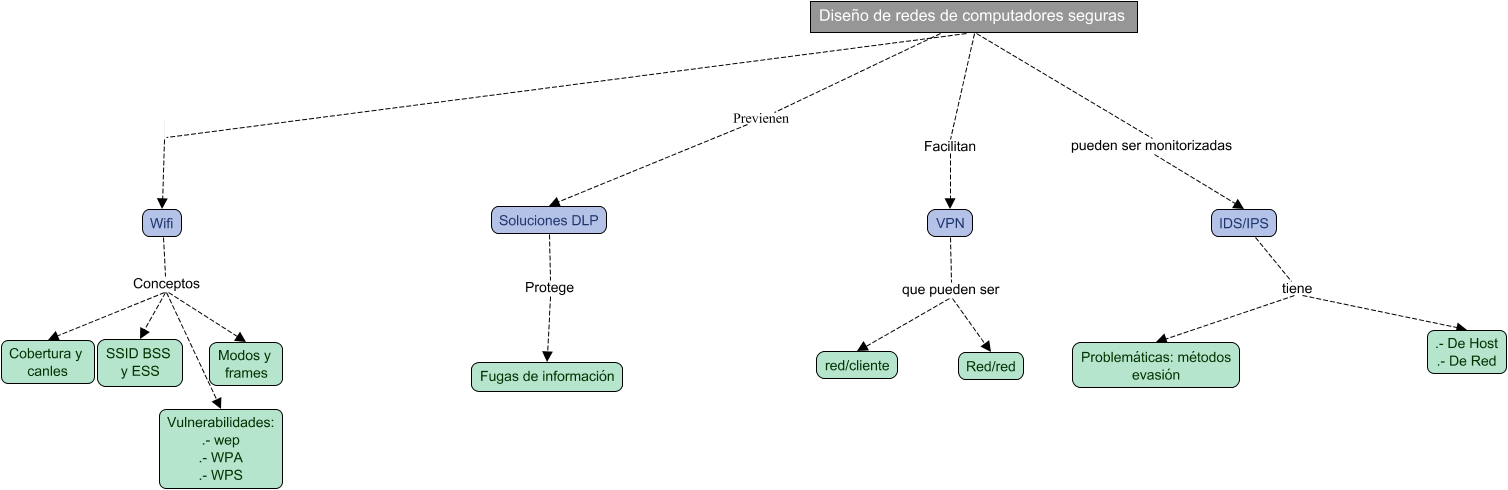 Diseño de redes de computadores seguras
Previenen
Facilitan
pueden ser monitorizadas
Wifi
Soluciones DLP
VPN
IDS/IPS
Conceptos
Protege
que pueden ser
tiene
Cobertura y
canles
SSID BSS
y ESS
Modos y
frames
Vulnerabilidades:
.- wep
.- WPA
.- WPS
Fugas de información
red/cliente
Red/red
Problemáticas: métodos
evasión
.- De Host
.- De Red